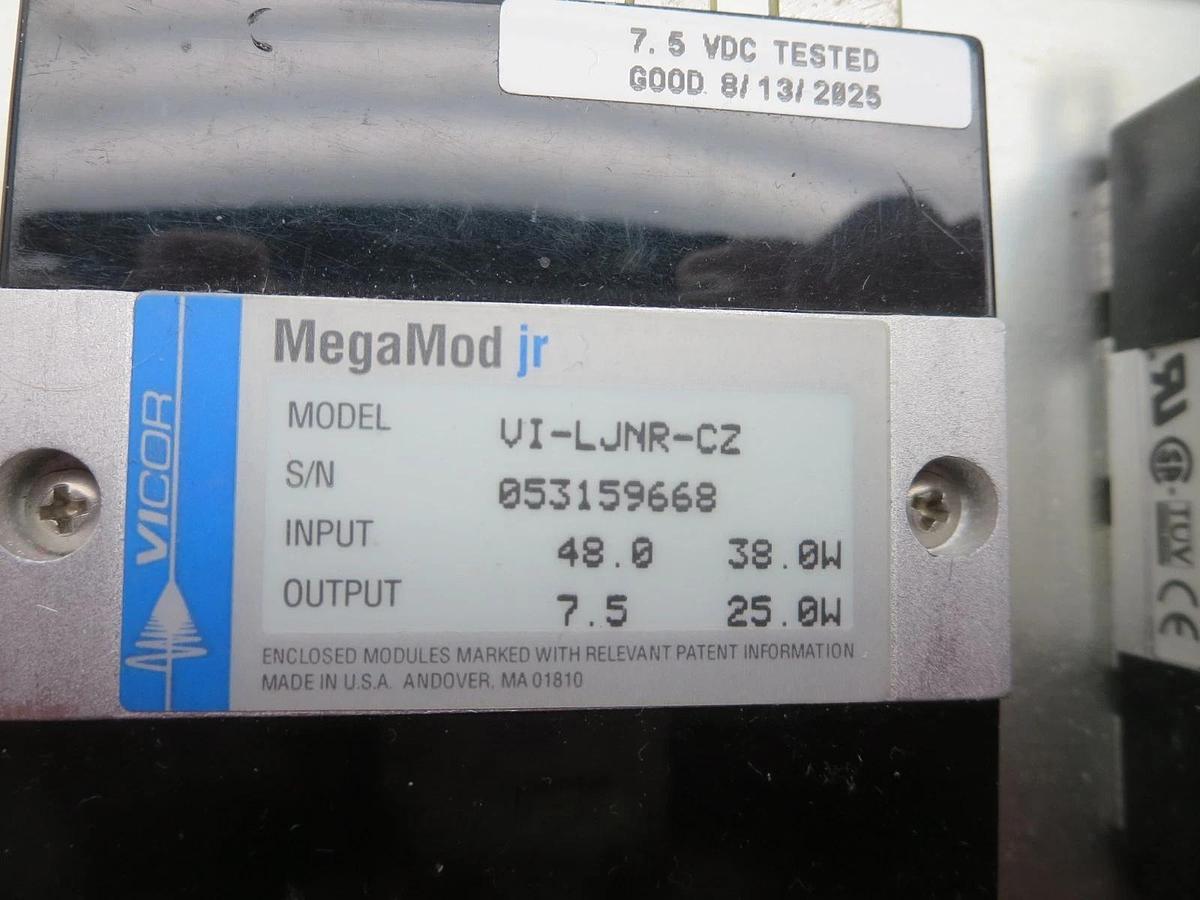 7.5 VDC TESTED
GOOD 8/13/2025
MegaMod jr
VICOR
MODEL VI-LJNR-CZ
S/N 053159668
INPUT 48.0 38.0W
OUTPUT 7.5 25.0W
ENCLOSED MODULES MARKED WITH RELEVANT PATENT INFORMATION
MADE IN U.S.A. ANDOVER, MA 01810
TUV
CE